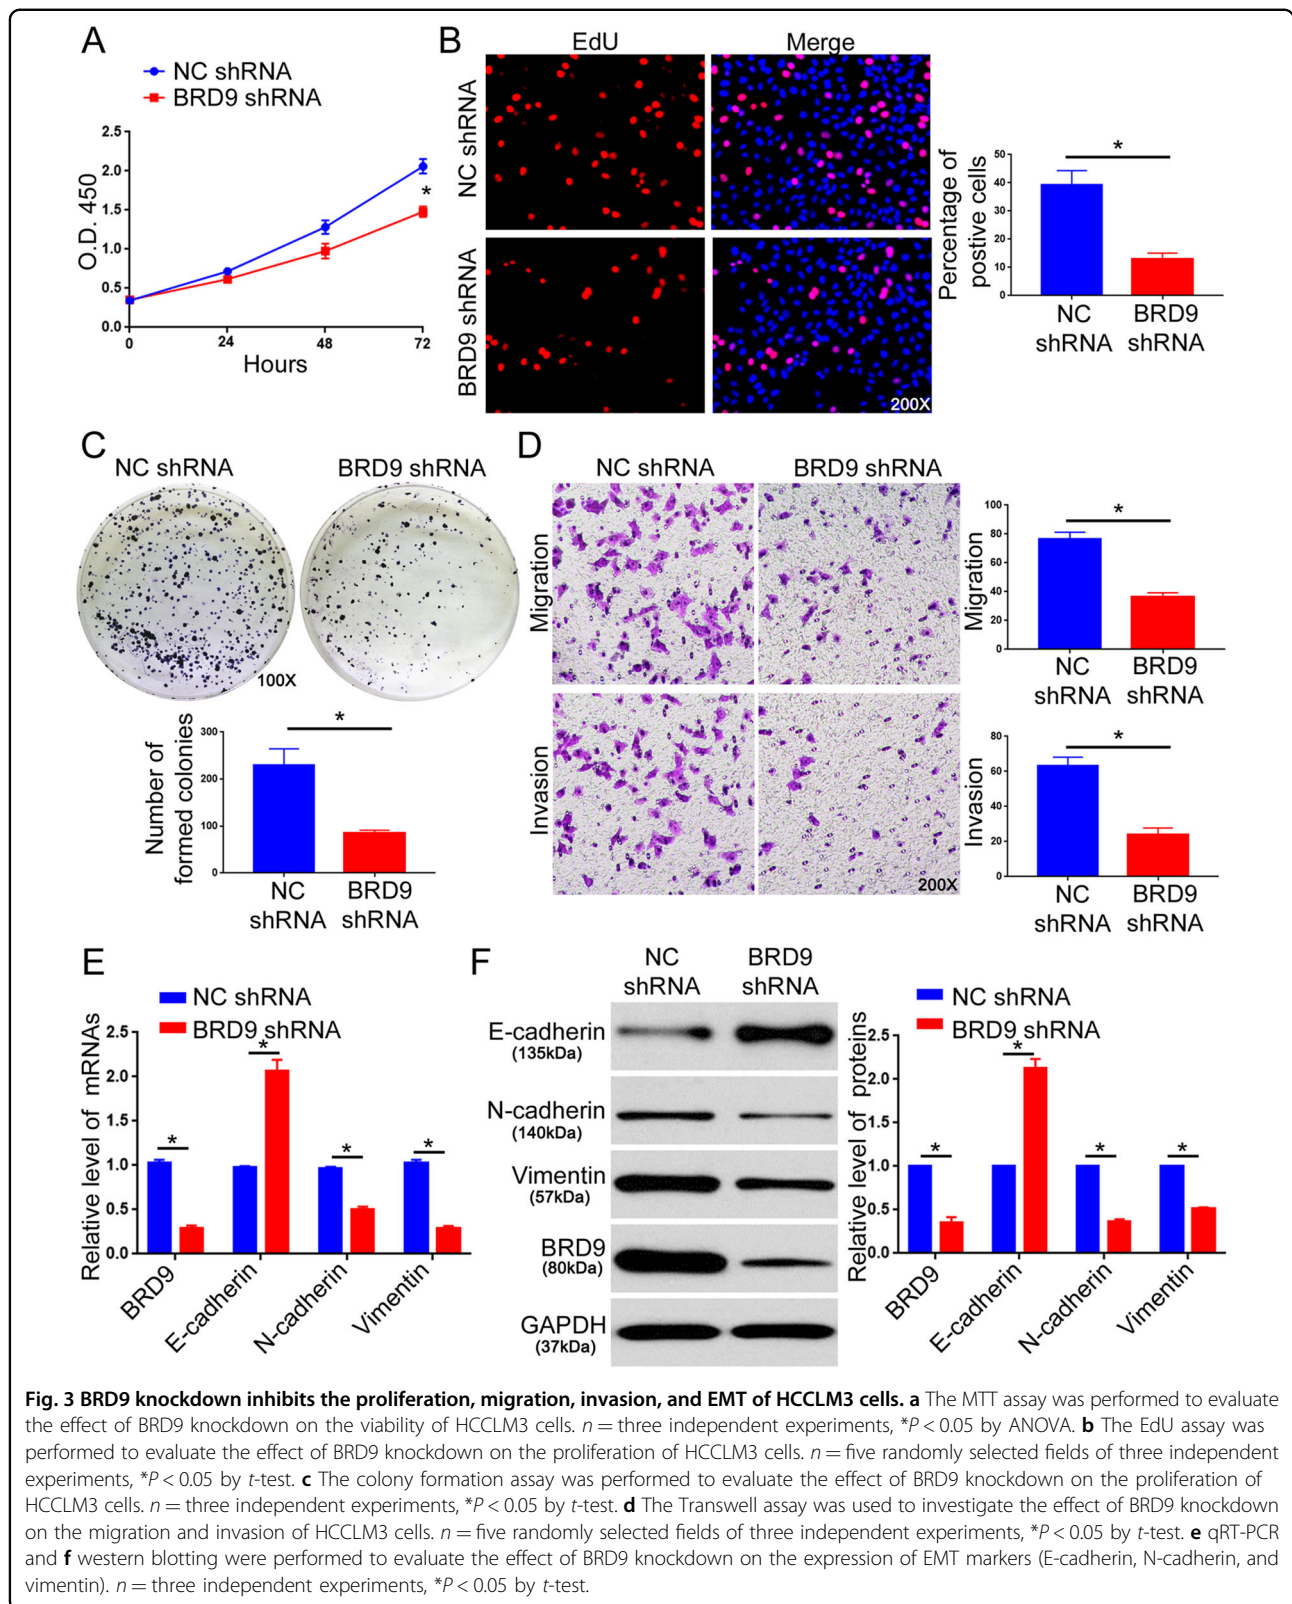 A
NC shRNA
BRD9 shRNA
O.D. 450
2.5
2.0
1.5
1.0
0.5
0.0
*
0 24 48 72
Hours
B
EdU Merge
NC shRNA
BRD9 shRNA
200X
Percentage of
postive cells
50
40
30
20
10
0
*
NC
shRNA
BRD9
shRNA
C
NC shRNA BRD9 shRNA
100X
Number of
formed colonies
300
200
100
0
*
NC
shRNA
BRD9
shRNA
D
NC shRNA BRD9 shRNA
Migration
Invasion
200X
Migration
100
80
60
40
20
0
*
NC
shRNA
BRD9
shRNA
Invasion
80
60
40
20
0
*
NC
shRNA
BRD9
shRNA
E
NC shRNA
BRD9 shRNA
Relative level of mRNAs
2.5
2.0
1.5
1.0
0.5
0.0
* * * *
BRD9
E-cadherin
N-cadherin
Vimentin
F
NC
shRNA
BRD9
shRNA
E-cadherin
(135kDa)
N-cadherin
(140kDa)
Vimentin
(57kDa)
BRD9
(80kDa)
GAPDH
(37kDa)
NC shRNA
BRD9 shRNA
Relative level of proteins
2.5
2.0
1.5
1.0
0.5
0.0
* * * *
BRD9
E-cadherin
N-cadherin
Vimentin
Fig. 3 BRD9 knockdown inhibits the proliferation, migration, invasion, and EMT of HCCLM3 cells. a The MTT assay was performed to evaluate
the effect of BRD9 knockdown on the viability of HCCLM3 cells. n = three independent experiments, *P < 0.05 by ANOVA. b The EdU assay was
performed to evaluate the effect of BRD9 knockdown on the proliferation of HCCLM3 cells. n = five randomly selected fields of three independent
experiments, *P < 0.05 by t-test. c The colony formation assay was performed to evaluate the effect of BRD9 knockdown on the proliferation of
HCCLM3 cells. n = three independent experiments, *P < 0.05 by t-test. d The Transwell assay was used to investigate the effect of BRD9 knockdown
on the migration and invasion of HCCLM3 cells. n = five randomly selected fields of three independent experiments, *P < 0.05 by t-test. e qRT-PCR
and f western blotting were performed to evaluate the effect of BRD9 knockdown on the expression of EMT markers (E-cadherin, N-cadherin, and
vimentin). n = three independent experiments, *P < 0.05 by t-test.